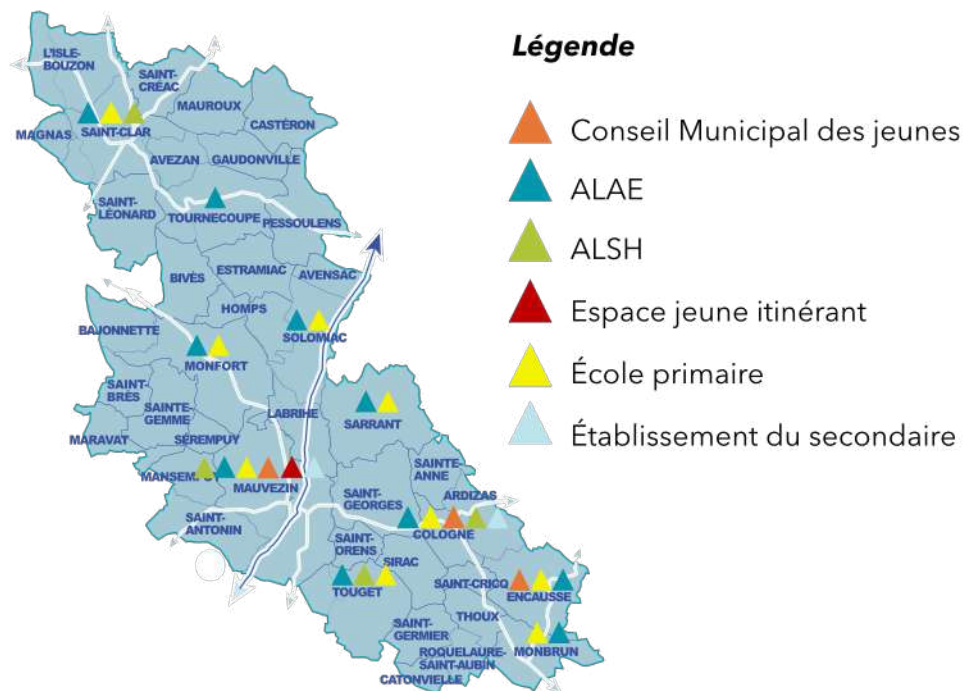 L'ISLE-
BOUZON
SAINT-
CRÉAC
MAUROUX
CASTÉRON
MAGNAS
SAINT-CLAR
AVEZAN
GAUDONVILLE
SAINT-
LÉONARD
TOURNECOUPE
PESSOULENS
BIVÈS
ESTRAMIAC
AVENSAC
HOMPS
BAJONNETTE
SOLOMIAC
MONFORT
SAINT-
BRÈS
SAINTE-
GEMME
LABRIHE
SARRANT
MARAVAT
SÉREMPUY
MANSEMPUY
MAUVEZIN
SAINTE-
ANNE
SAINT-
GEORGES
ARDIZAS
SAINT-
ANTONIN
COLOGNE
SAINT-
ORENS
SIRAC
TOUGET
SAINT-CRICQ
ENCAUSSE
THOUX
SAINT-
GERMIER
MONBRUN
ROQUELAURE-
SAINT-AUBIN
CATONVIELLE
Légende
Conseil Municipal des jeunes
ALAE
ALSH
Espace jeune itinérant
École primaire
Établissement du secondaire